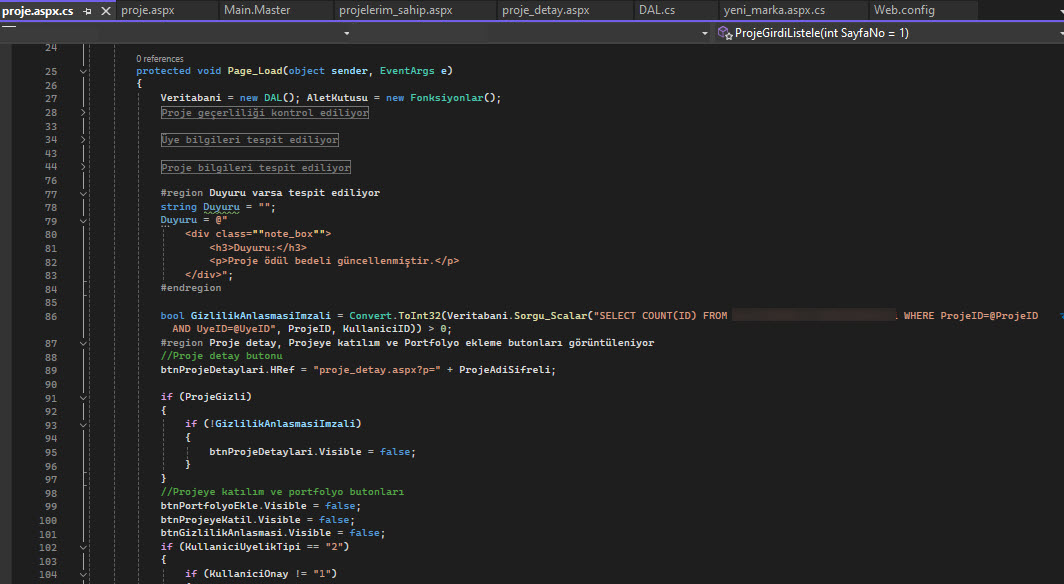 proje.aspx.cs proje.aspx Main.Master projelerim_sahip.aspx proje_detay.aspx DAL.cs yeni_marka.aspx.cs Web.config
ProjeGirdiListele(int SayfaNo = 1)
24
0 references
25 protected void Page_Load(object sender, EventArgs e)
26 {
27 Veritabani = new DAL(); AletKutusu = new Fonksiyonlar();
28 Proje geçerliliği kontrol ediliyor
33
34 Üye bilgileri tespit ediliyor
43
44 Proje bilgileri tespit ediliyor
76
77 #region Duyuru varsa tespit ediliyor
78 string Duyuru = "";
79 Duyuru = @"
80 <div class=""note_box"">
81 <h3>Duyuru:</h3>
82 <p>Proje ödül bedeli güncellenmiştir.</p>
83 </div>";
84 #endregion
85
86 bool GizlilikAnlasmasiImzali = Convert.ToInt32(Veritabani.Sorgu_Scalar("SELECT COUNT(ID) FROM WHERE ProjeID=@ProjeID
AND UyeID=@UyeID", ProjeID, KullaniciID)) > 0;
87 #region Proje detay, Projeye katılım ve Portfolyo ekleme butonları görüntüleniyor
88 //Proje detay butonu
89 btnProjeDetaylari.HRef = "proje_detay.aspx?p=" + ProjeAdiSifreli;
90
91 if (ProjeGizli)
92 {
93 if (!GizlilikAnlasmasiImzali)
94 {
95 btnProjeDetaylari.Visible = false;
96 }
97 }
98 //Projeye katılım ve portfolyo butonları
99 btnPortfolyoEkle.Visible = false;
100 btnProjeyeKatil.Visible = false;
101 btnGizlilikAnlasmasi.Visible = false;
102 if (KullaniciUyelikTipi == "2")
103 {
104 if (KullaniciOnay != "1")